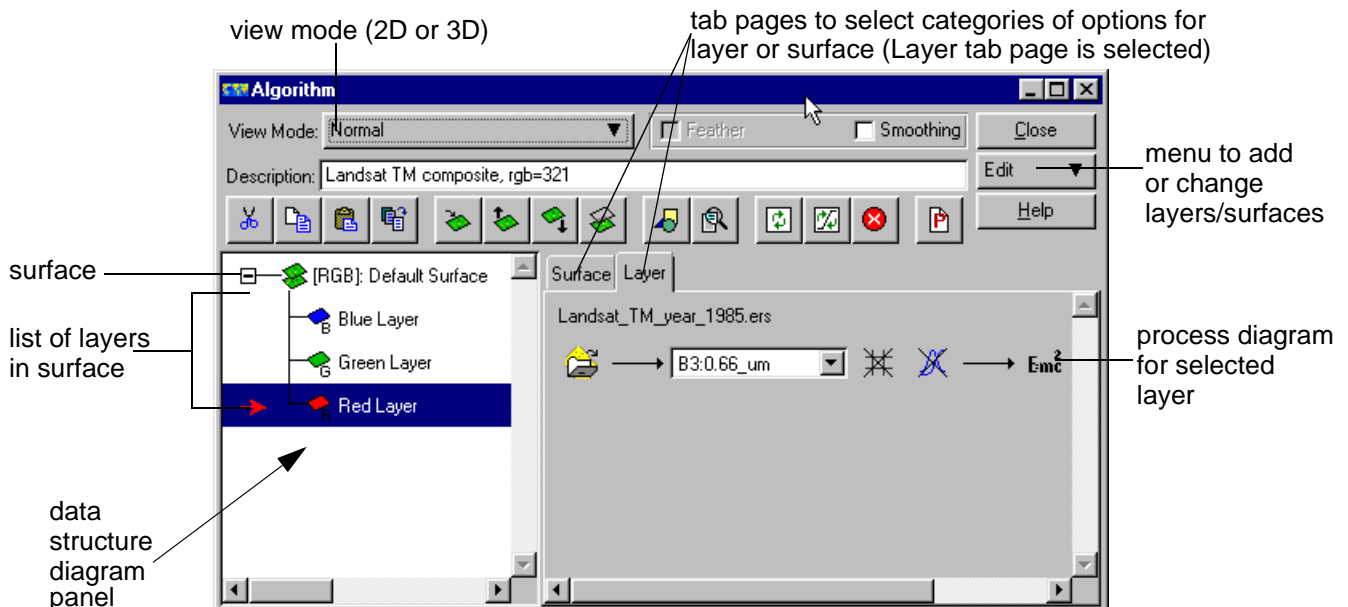 view mode (2D or 3D)
tab pages to select categories of options for
layer or surface (Layer tab page is selected)
Algorithm
View Mode: Normal
Feather
Smoothing
Close
Description: Landsat TM composite, rgb=321
Edit
Help
menu to add
or change
layers/surfaces
surface
[RGB]: Default Surface
list of layers
in surface
B Blue Layer
G Green Layer
R Red Layer
Surface
Layer
Landsat_TM_year_1985.ers
B3:0.66_um
Emc2
process diagram
for selected
layer
data
structure
diagram
panel
P